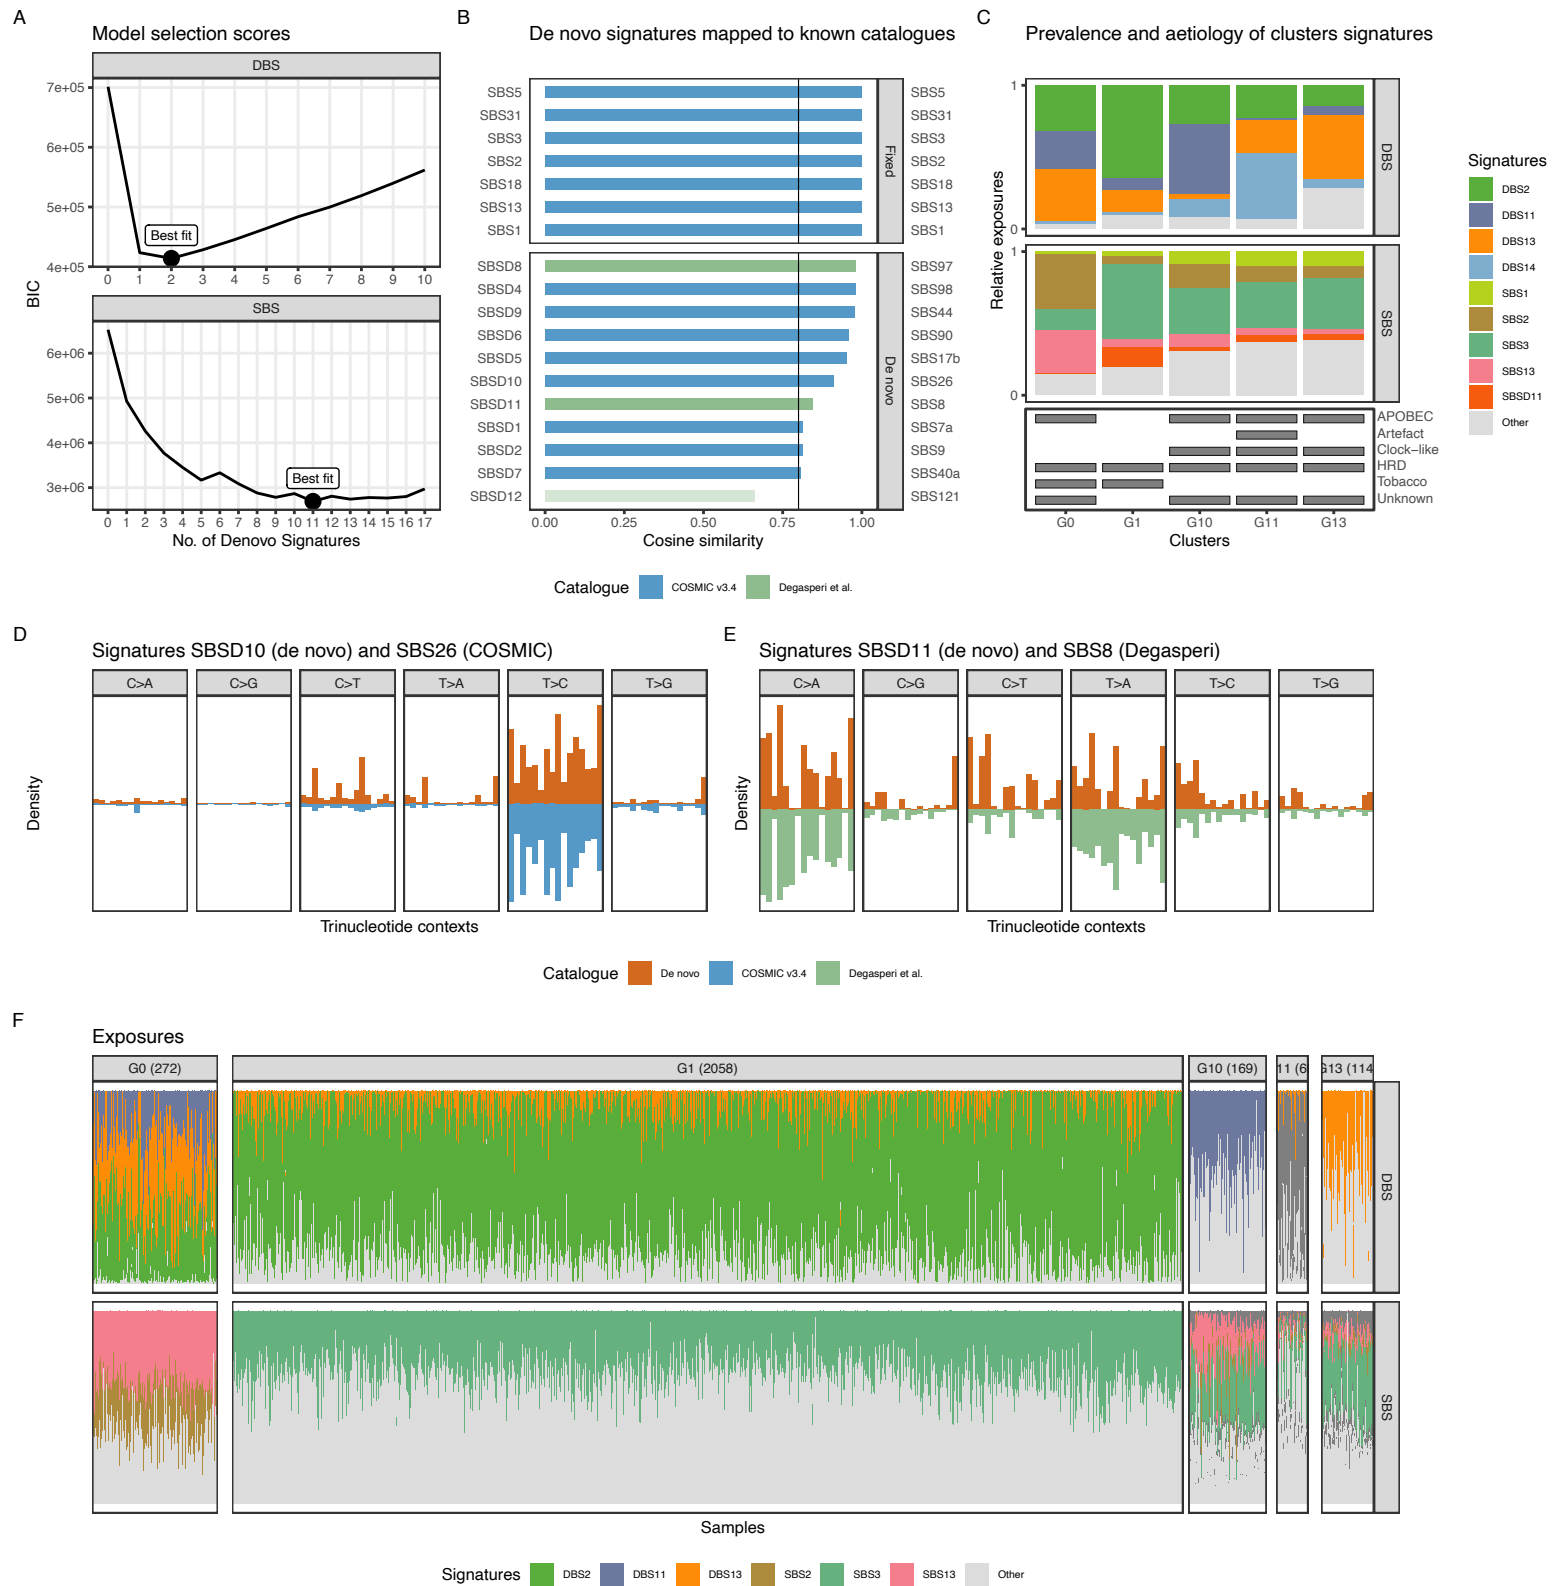 A
Model selection scores
DBS
7e+05
6e+05
5e+05
4e+05
Best fit
0 1 2 3 4 5 6 7 8 9 10
BIC
SBS
6e+06
5e+06
4e+06
3e+06
Best fit
0 1 2 3 4 5 6 7 8 9 10 11 12 13 14 15 16 17
No. of Denovo Signatures
B
De novo signatures mapped to known catalogues
SBS5 SBS5
SBS31 SBS31
SBS3 SBS3
SBS2 SBS2
SBS18 SBS18
SBS13 SBS13
SBS1 SBS1
Fixed
SBSD8 SBS97
SBSD4 SBS98
SBSD9 SBS44
SBSD6 SBS90
SBSD5 SBS17b
SBSD10 SBS26
SBSD11 SBS8
SBSD1 SBS7a
SBSD2 SBS9
SBSD7 SBS40a
SBSD12 SBS121
De novo
0.00 0.25 0.50 0.75 1.00
Cosine similarity
Catalogue COSMIC v3.4 Degasperi et al.
C
Prevalence and aetiology of clusters signatures
1
0
DBS
Relative exposures
1
0
SBS
APOBEC
Artefact
Clock−like
HRD
Tobacco
Unknown
G0 G1 G10 G11 G13
Clusters
Signatures
DBS2
DBS11
DBS13
DBS14
SBS1
SBS2
SBS3
SBS13
SBSD11
Other
D
Signatures SBSD10 (de novo) and SBS26 (COSMIC)
C>A C>G C>T T>A T>C T>G
Density
Trinucleotide contexts
E
Signatures SBSD11 (de novo) and SBS8 (Degasperi)
C>A C>G C>T T>A T>C T>G
Density
Trinucleotide contexts
Catalogue De novo COSMIC v3.4 Degasperi et al.
F
Exposures
G0 (272) G1 (2058) G10 (169) 11 (6 G13 (114
DBS
SBS
Samples
Signatures DBS2 DBS11 DBS13 SBS2 SBS3 SBS13 Other